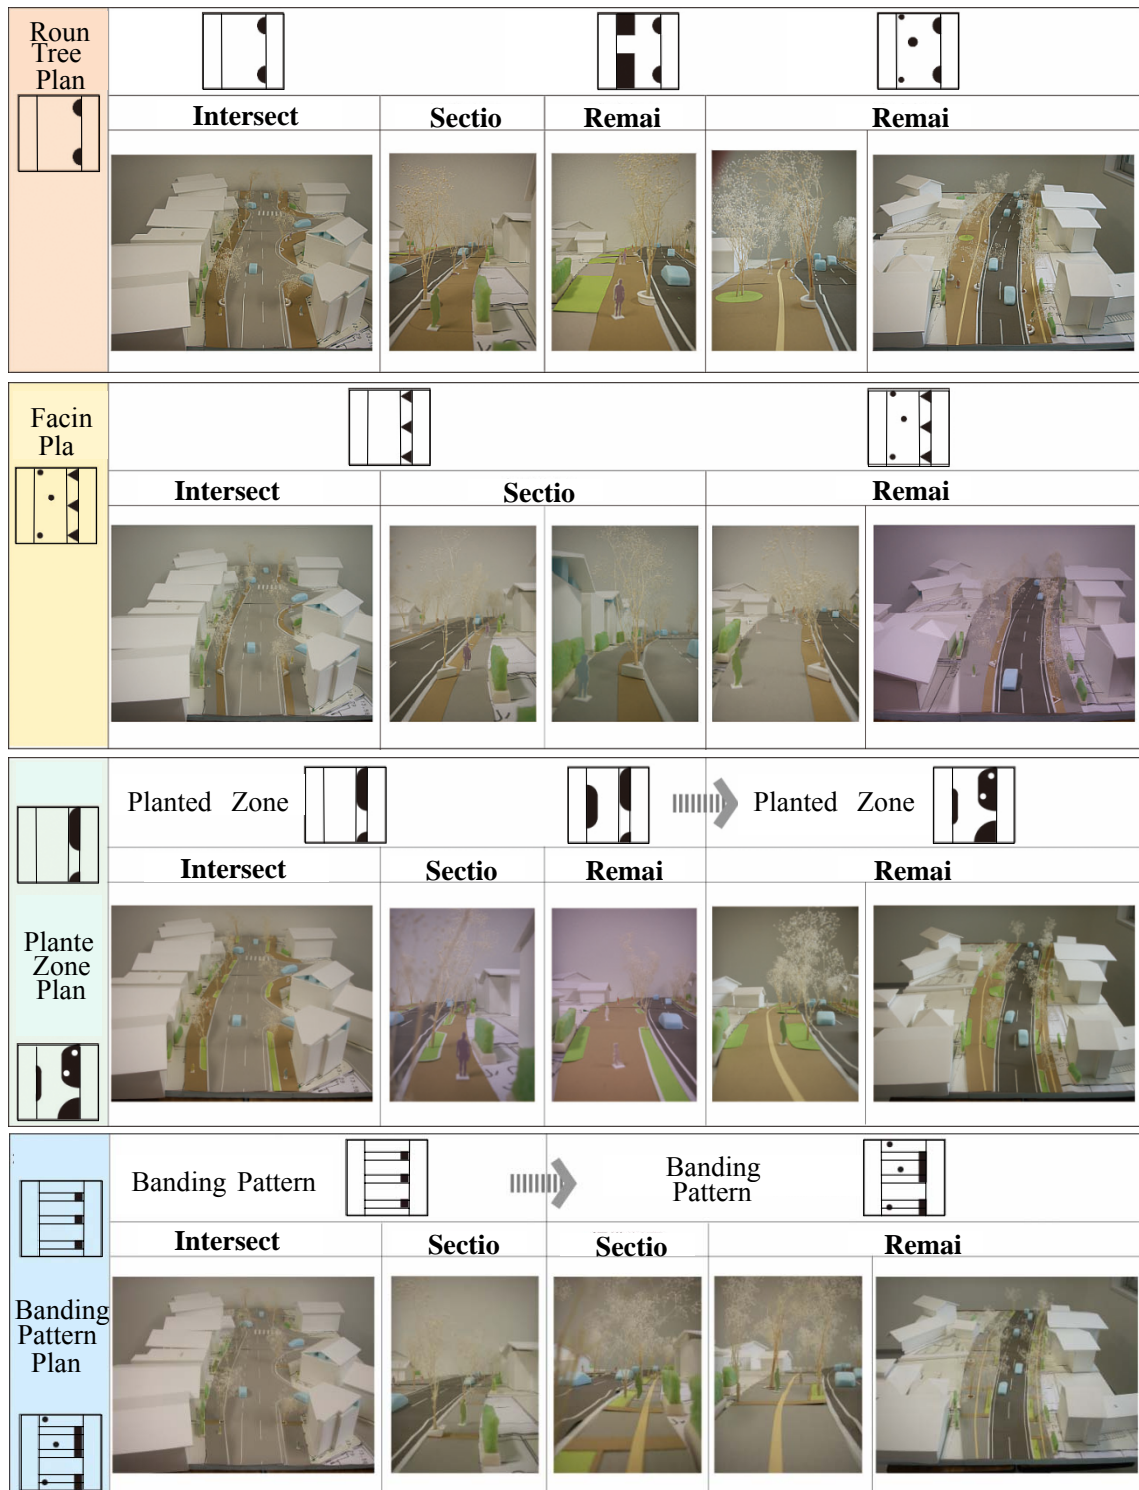 Roun
Tree
Plan
Intersect
Sectio
Remai
Remai
Facin
Pla
Intersect
Sectio
Remai
Planted Zone
Planted Zone
Intersect
Sectio
Remai
Remai
Plante
Zone
Plan
Banding Pattern
Banding
Pattern
Intersect
Sectio
Sectio
Remai
Banding
Pattern
Plan